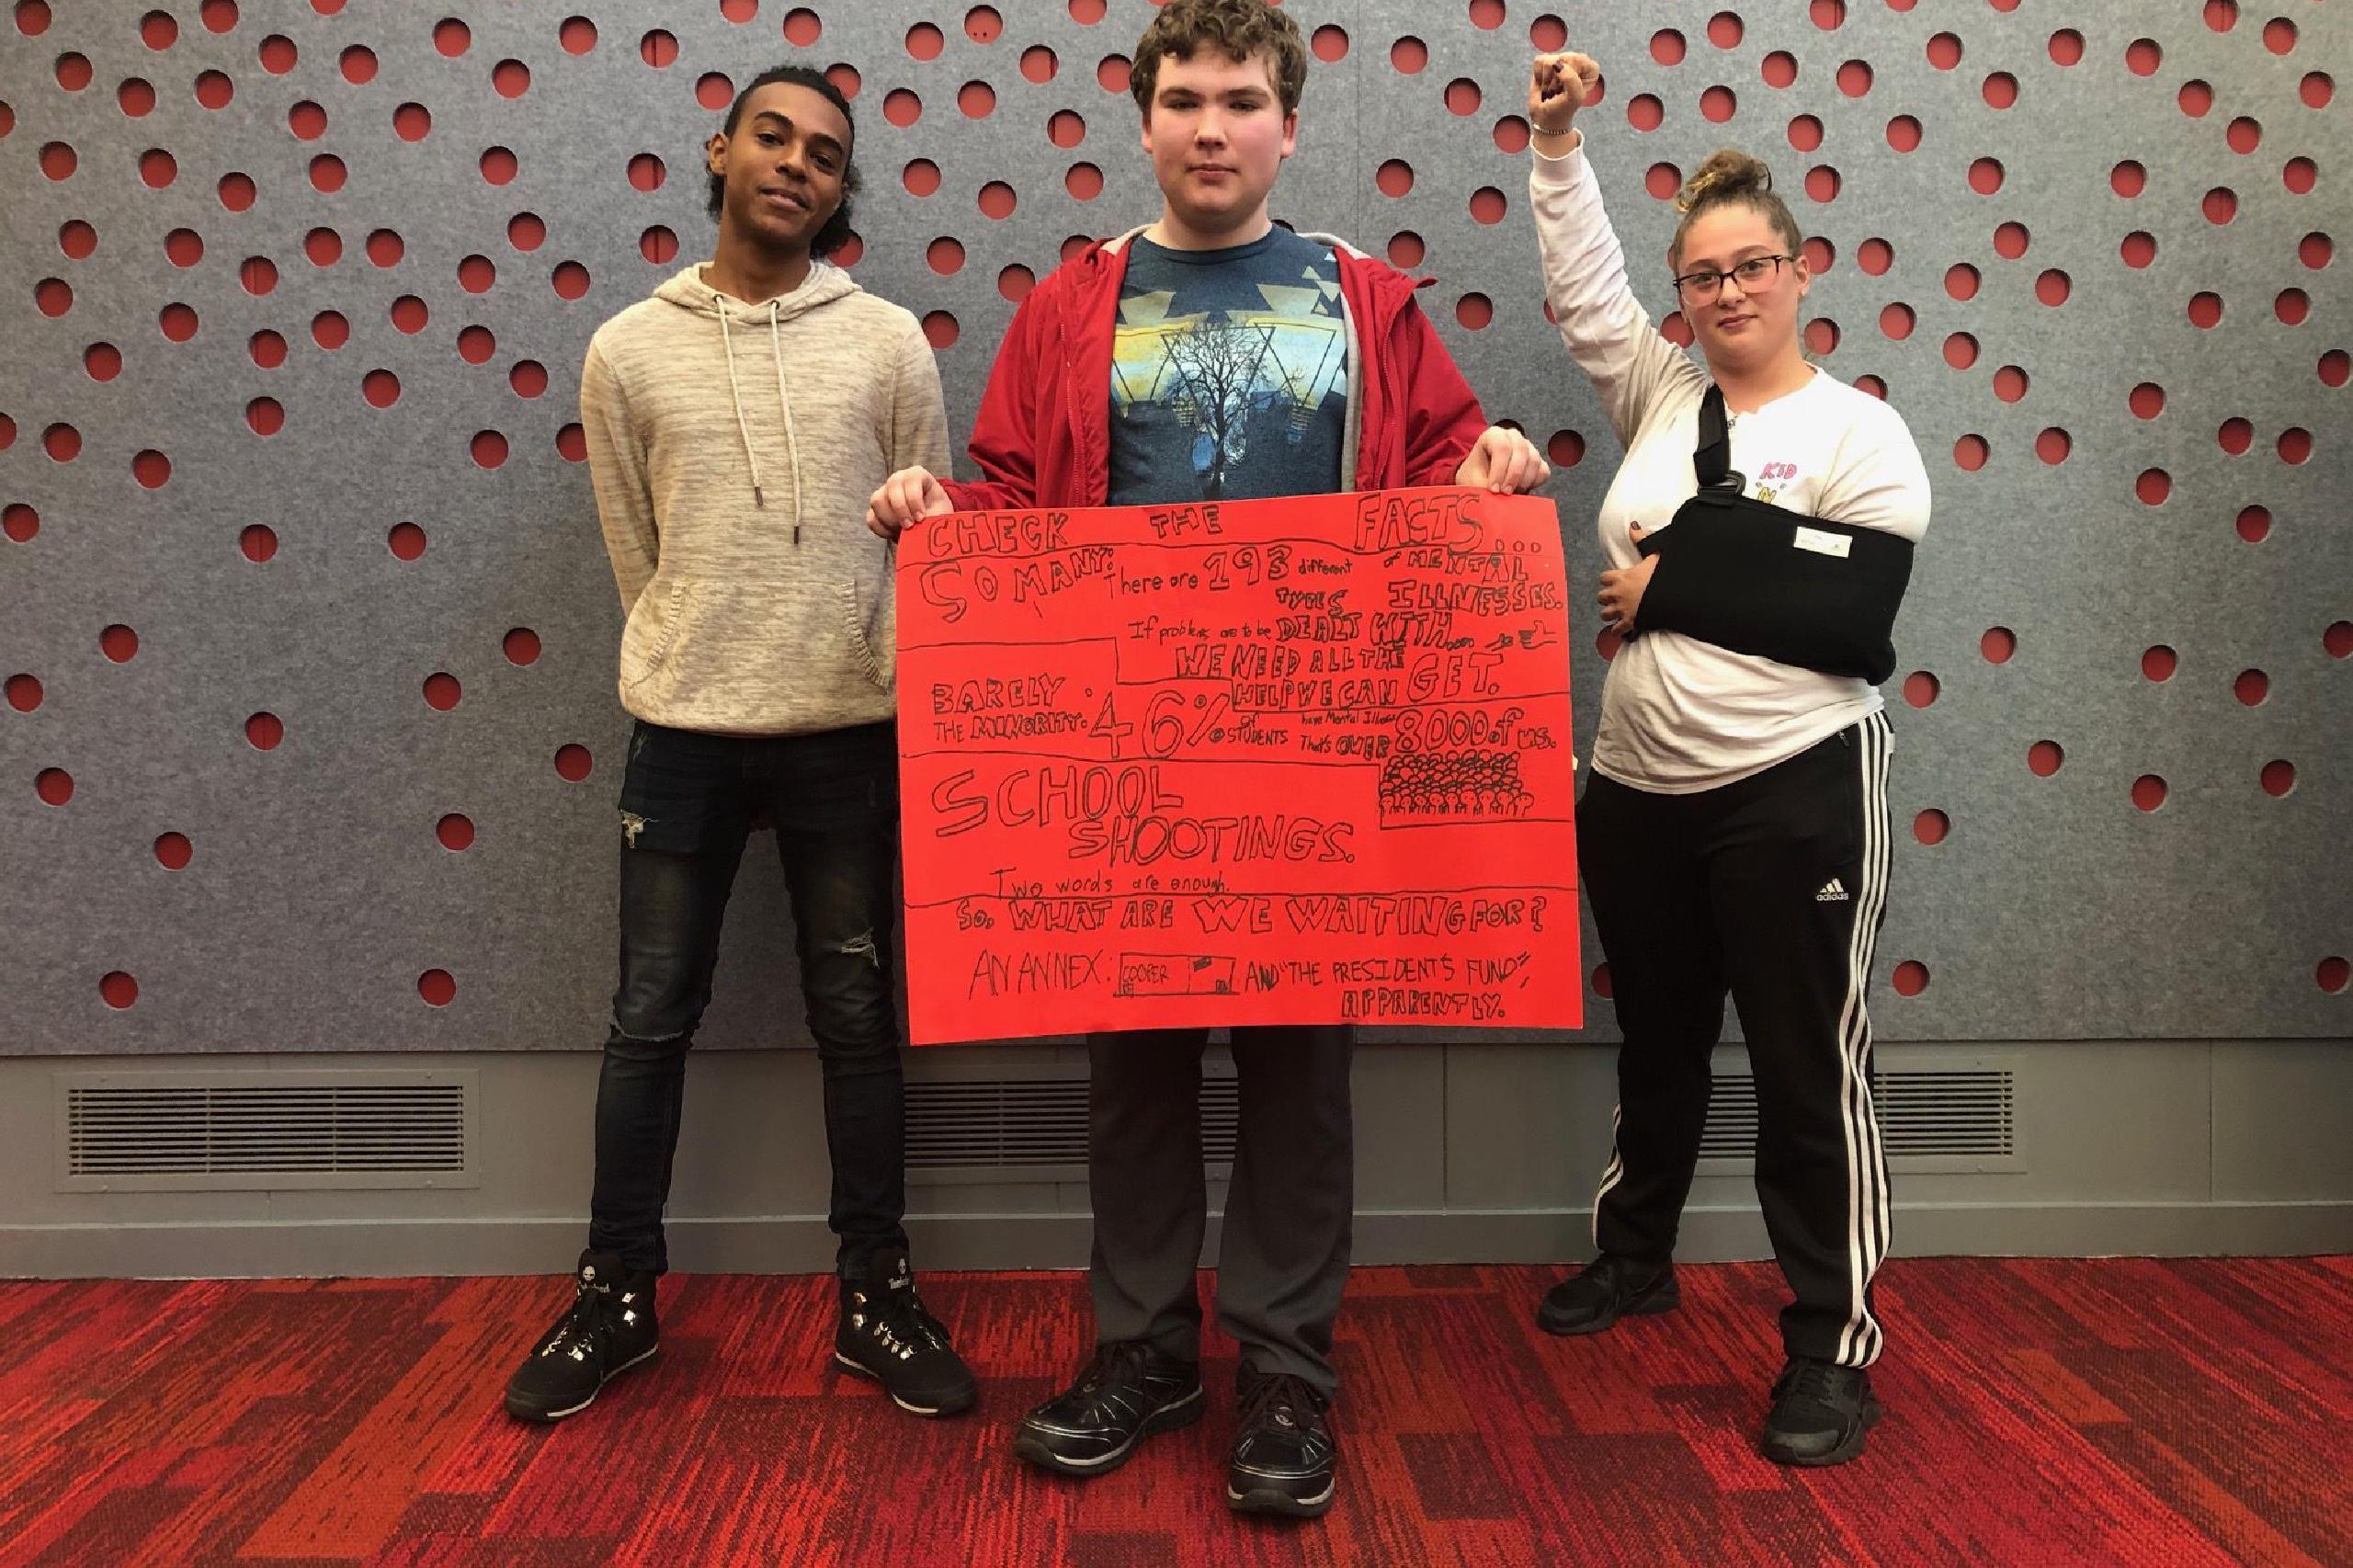 CHECK THE FACTS...
SO MANY: There are 193 different TYPES of MENTAL ILLNESSES.
If problems are to be DEALT WITH...
WE NEED ALL THE
HELP WE CAN GET.
BARELY
THE MINORITY: 46% of STUDENTS have Mental Illness That's OVER 8000 of us.
SCHOOL
SHOOTINGS.
Two words are enough.
So, WHAT ARE WE WAITING FOR?
AN ANNEX: COOPER AND "THE PRESIDENT'S FUND",
APPARENTLY.
KID
"N"
adidas
Timberland